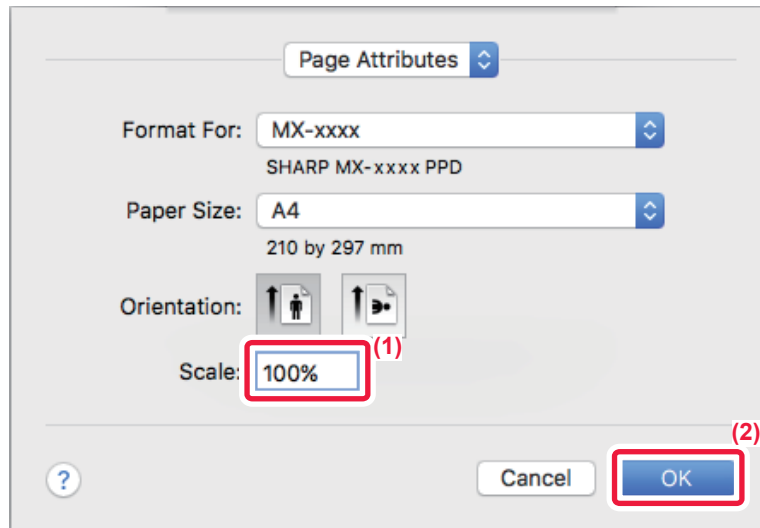 Page Attributes
Format For: MX-xxxx
SHARP MX-xxxx PPD
Paper Size: A4
210 by 297 mm
Orientation:
(1)
Scale: 100%
(2)
? Cancel OK